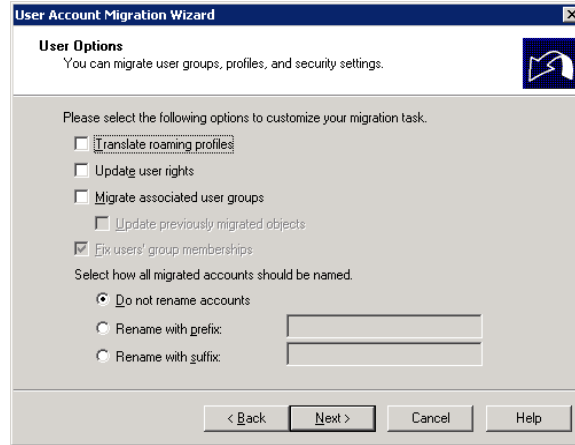 User Account Migration Wizard
User Options
You can migrate user groups, profiles, and security settings.
Please select the following options to customize your migration task.
Translate roaming profiles
Update user rights
Migrate associated user groups
Update previously migrated objects
Fix users' group memberships
Select how all migrated accounts should be named.
Do not rename accounts
Rename with prefix:
Rename with suffix:
< Back Next > Cancel Help